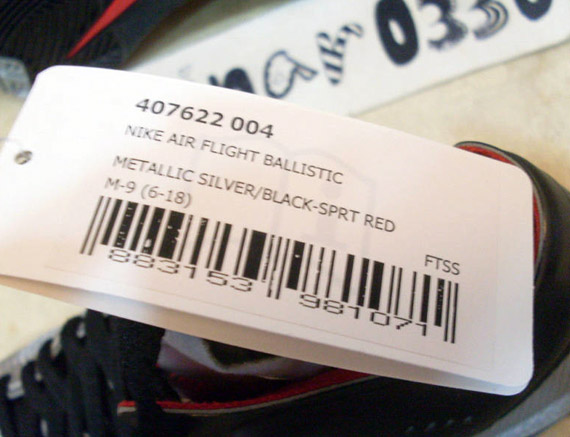 407622 004
NIKE AIR FLIGHT BALLISTIC
METALLIC SILVER/BLACK-SPRT RED
M-9 (6-18)
FTSS
883153 981071